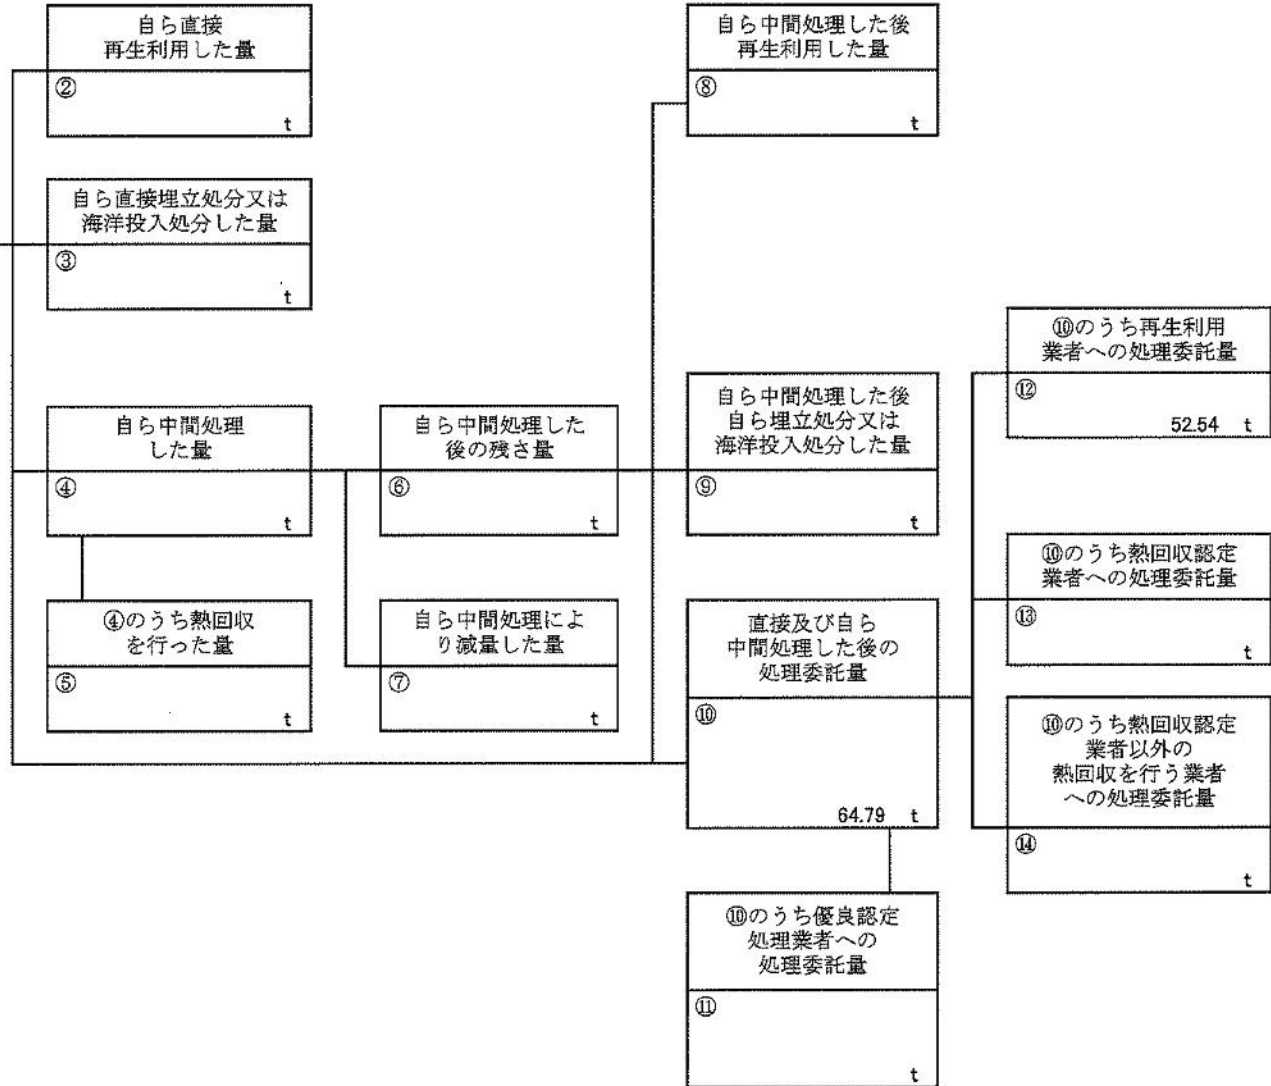 自ら直接
再生利用した量
②
t
自ら中間処理した後
再生利用した量
⑧
t
自ら直接埋立処分又は
海洋投入処分した量
③
t
⑩のうち再生利用
業者への処理委託量
⑫
52.54 t
自ら中間処理
した量
④
t
自ら中間処理した
後の残さ量
⑥
t
自ら中間処理した後
自ら埋立処分又は
海洋投入処分した量
⑨
t
⑩のうち熱回収認定
業者への処理委託量
⑬
t
④のうち熱回収
を行った量
⑤
t
自ら中間処理によ
り減量した量
⑦
t
直接及び自ら
中間処理した後の
処理委託量
⑩
64.79 t
⑩のうち熱回収認定
業者以外の
熱回収を行う業者
への処理委託量
⑭
t
⑩のうち優良認定
処理業者への
処理委託量
⑪
t